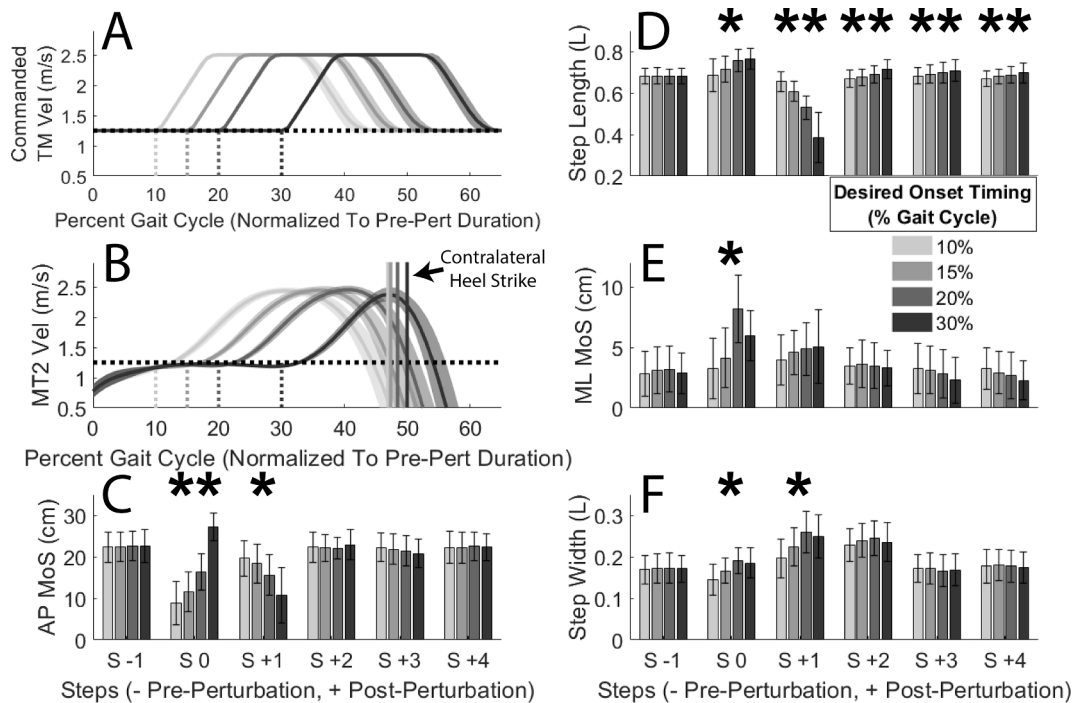 A
Commanded
TM Vel (m/s)
2.5
2
1.5
1
0.5
0 10 20 30 40 50 60
Percent Gait Cycle (Normalized To Pre-Pert Duration)
B
Contralateral
Heel Strike
MT2 Vel (m/s)
2.5
2
1.5
1
0.5
0 10 20 30 40 50 60
Percent Gait Cycle (Normalized To Pre-Pert Duration)
C
** *
AP MoS (cm)
30
20
10
0
S -1 S 0 S +1 S +2 S +3 S +4
Steps (- Pre-Perturbation, + Post-Perturbation)
D
* ** ** ** **
Step Length (L)
0.8
0.6
0.4
0.2
Desired Onset Timing
(% Gait Cycle)
10%
15%
20%
30%
E
*
ML MoS (cm)
10
5
0
F
* *
Step Width (L)
0.3
0.2
0.1
0
S -1 S 0 S +1 S +2 S +3 S +4
Steps (- Pre-Perturbation, + Post-Perturbation)